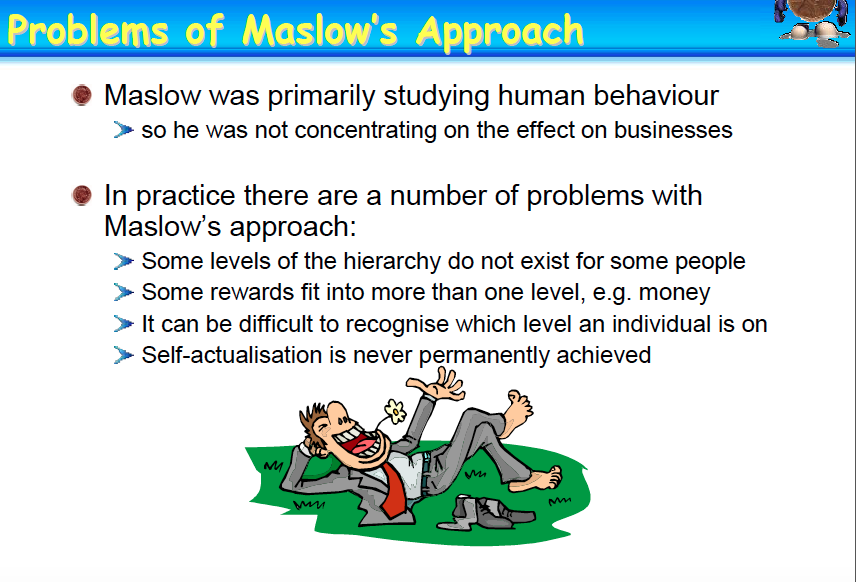 Problems of Maslow's Approach
Maslow was primarily studying human behaviour
so he was not concentrating on the effect on businesses
In practice there are a number of problems with
Maslow's approach:
Some levels of the hierarchy do not exist for some people
Some rewards fit into more than one level, e.g. money
It can be difficult to recognise which level an individual is on
Self-actualisation is never permanently achieved